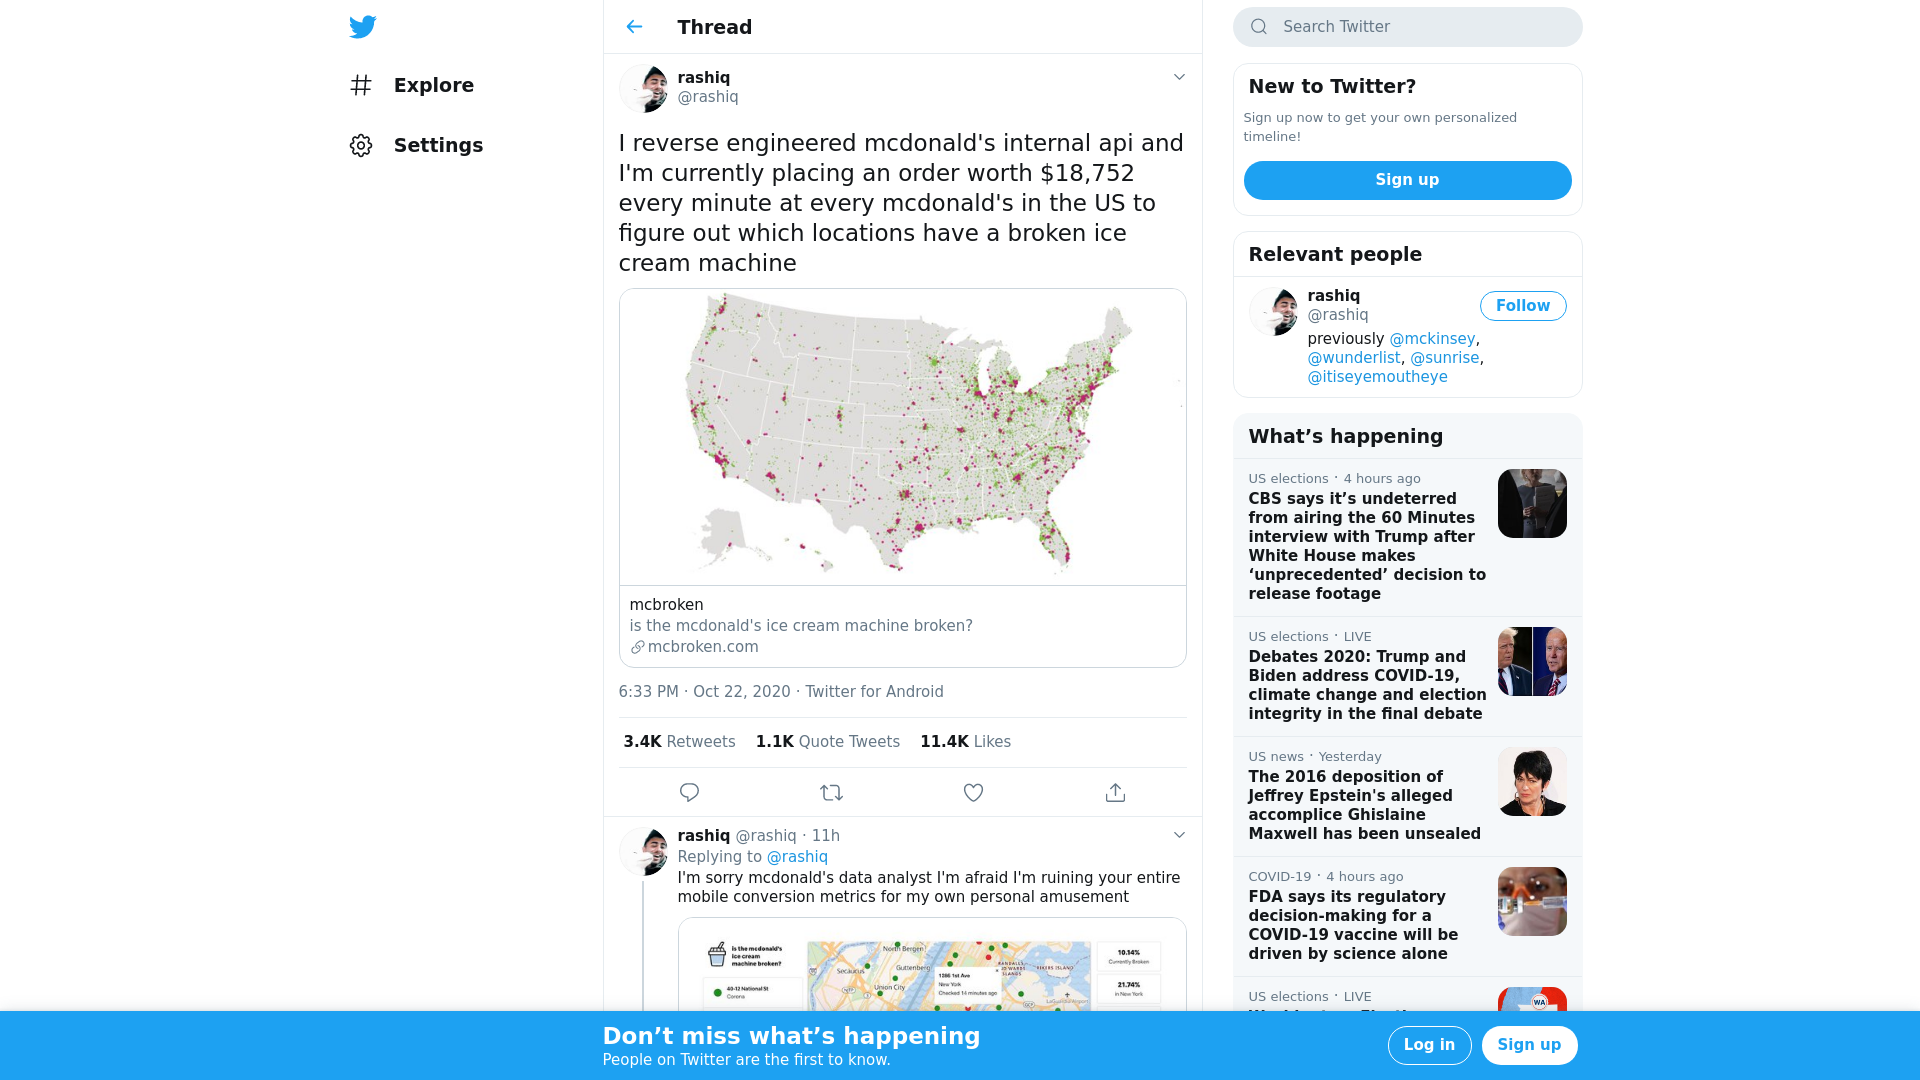 Explore
Settings
Thread
rashiq
@rashiq
I reverse engineered mcdonald's internal api and
I'm currently placing an order worth $18,752
every minute at every mcdonald's in the US to
figure out which locations have a broken ice
cream machine
mcbroken
is the mcdonald's ice cream machine broken?
mcbroken.com
6:33 PM · Oct 22, 2020 · Twitter for Android
3.4K Retweets 1.1K Quote Tweets 11.4K Likes
rashiq @rashiq · 11h
Replying to @rashiq
I'm sorry mcdonald's data analyst I'm afraid I'm ruining your entire
mobile conversion metrics for my own personal amusement
is the mcdonald's
ice cream
machine broken?
40-12 National St
Corona
North Bergen
Secaucus
Guttenberg
Union City
1286 1st Ave
New York
Checked 14 minutes ago
RIKERS ISLAND
LaGuardia
10.14%
Currently Broken
21.74%
in New York
Search Twitter
New to Twitter?
Sign up now to get your own personalized
timeline!
Sign up
Relevant people
rashiq
@rashiq
Follow
previously @mckinsey,
@wunderlist, @sunrise,
@itiseyemoutheye
What’s happening
US elections · 4 hours ago
CBS says it’s undeterred
from airing the 60 Minutes
interview with Trump after
White House makes
‘unprecedented’ decision to
release footage
US elections · LIVE
Debates 2020: Trump and
Biden address COVID-19,
climate change and election
integrity in the final debate
US news · Yesterday
The 2016 deposition of
Jeffrey Epstein's alleged
accomplice Ghislaine
Maxwell has been unsealed
COVID-19 · 4 hours ago
FDA says its regulatory
decision-making for a
COVID-19 vaccine will be
driven by science alone
US elections · LIVE
WA
Don’t miss what’s happening
People on Twitter are the first to know.
Log in
Sign up